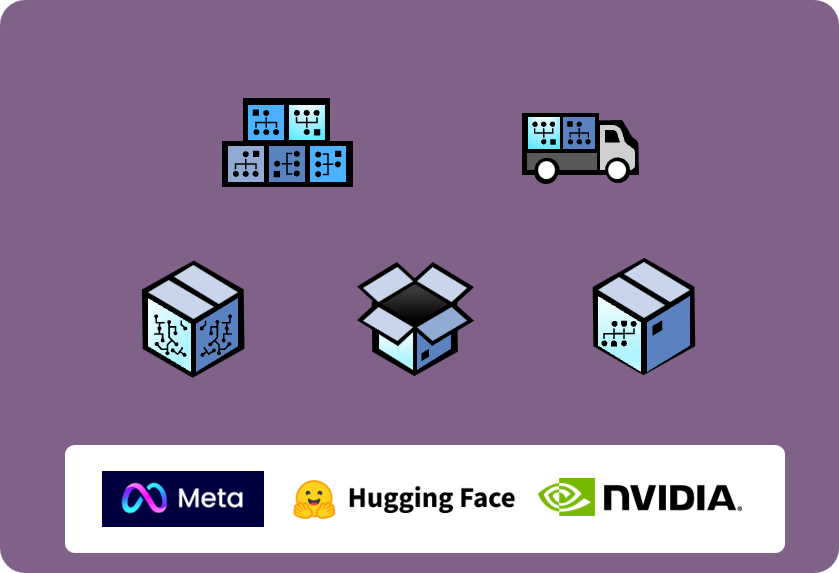 Meta
Hugging Face
NVIDIA.